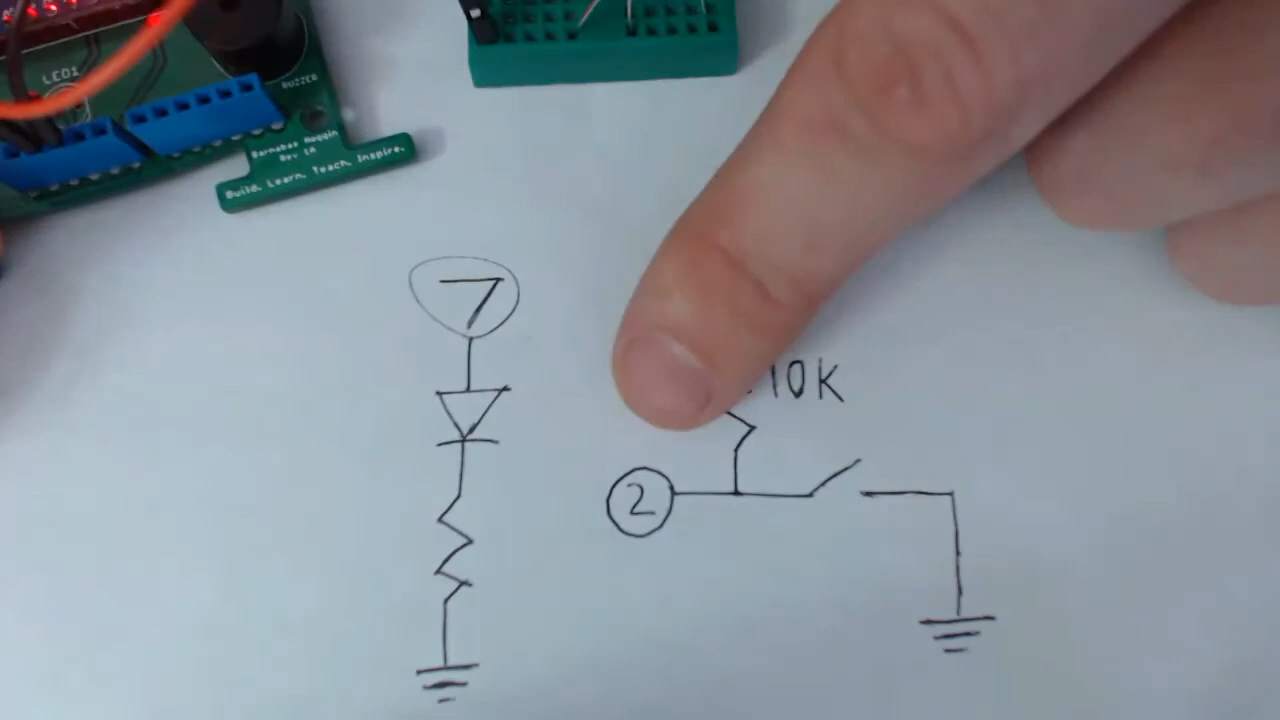 LED1
BUZZER
Barnabas Noggin
Rev 1A
Build. Learn. Teach. Inspire.
7
10K
2